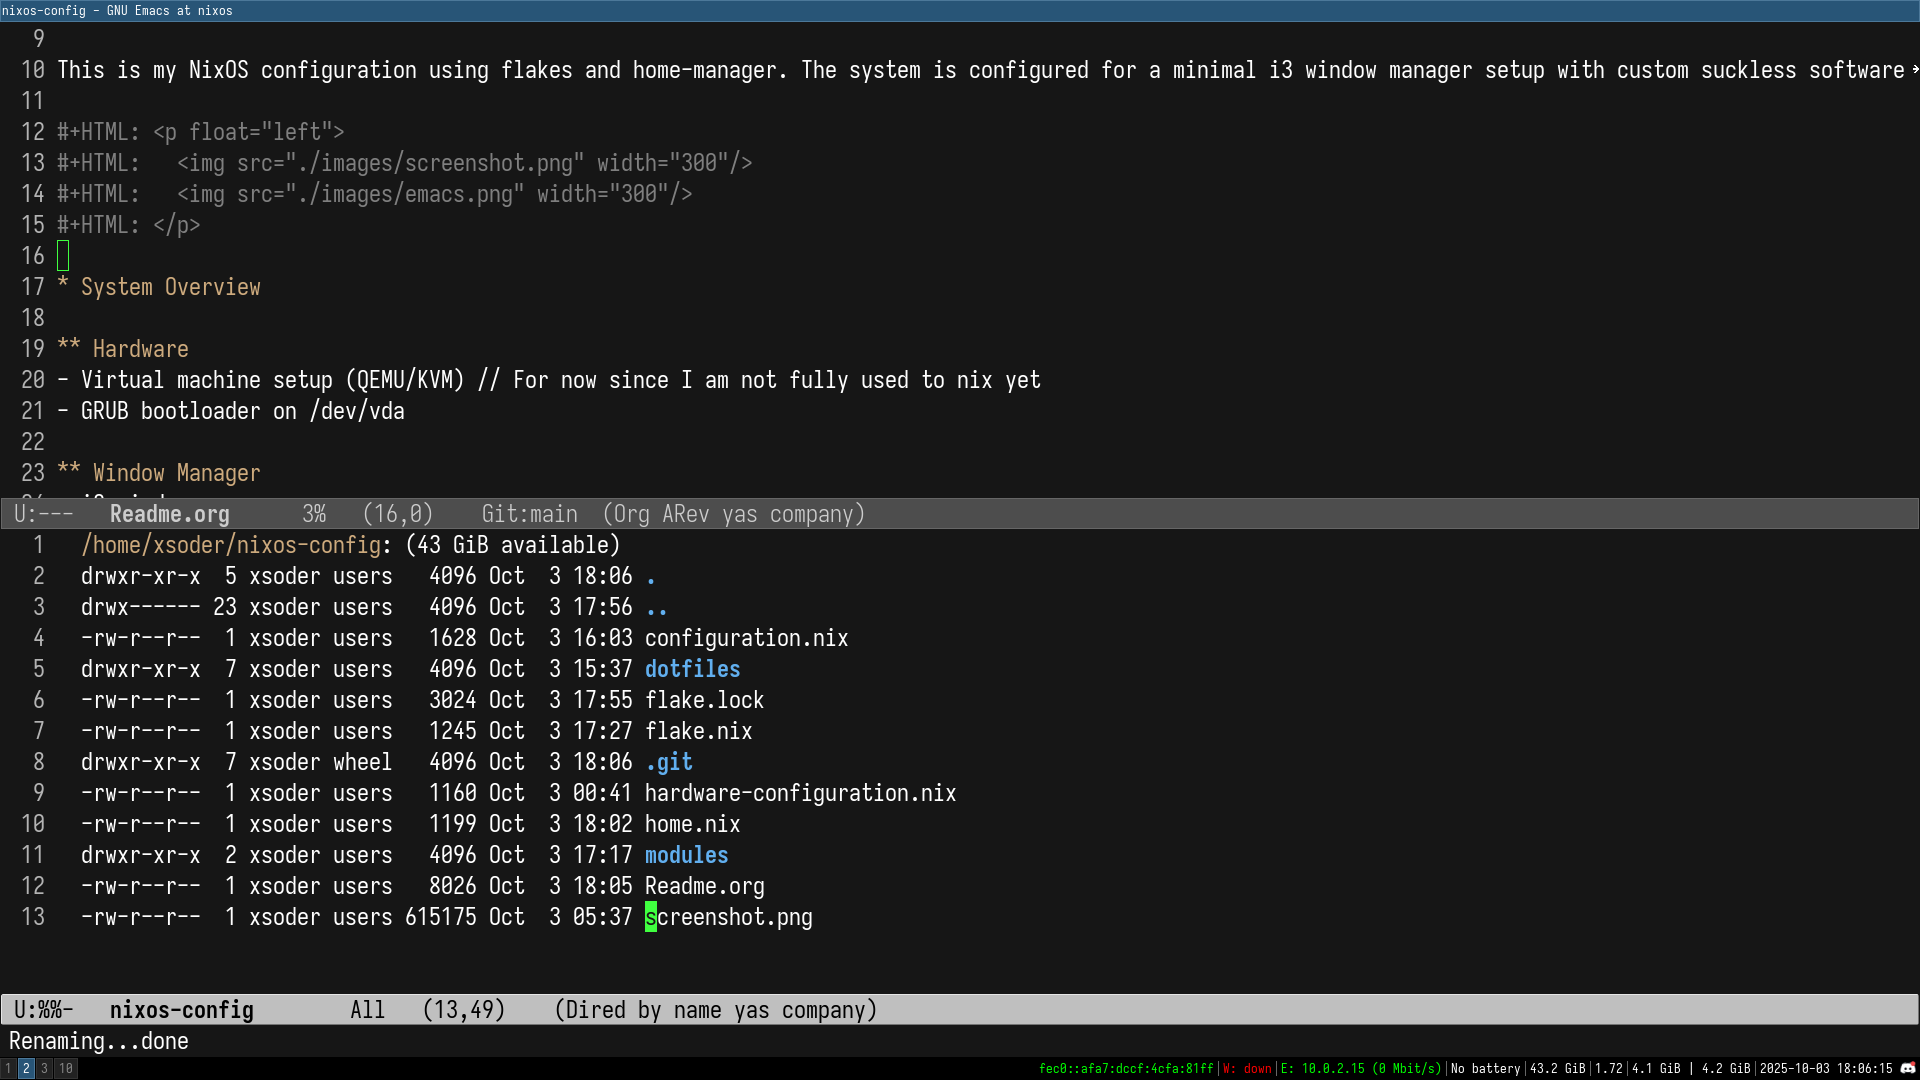 nixos-config - GNU Emacs at nixos
9
10 This is my NixOS configuration using flakes and home-manager. The system is configured for a minimal i3 window manager setup with custom suckless software
11
12 #+HTML: <p float="left">
13 #+HTML:   <img src="./images/screenshot.png" width="300"/>
14 #+HTML:   <img src="./images/emacs.png" width="300"/>
15 #+HTML: </p>
16
17 * System Overview
18
19 ** Hardware
20 - Virtual machine setup (QEMU/KVM) // For now since I am not fully used to nix yet
21 - GRUB bootloader on /dev/vda
22
23 ** Window Manager
U:---   Readme.org      3%   (16,0)    Git:main  (Org ARev yas company)
1   /home/xsoder/nixos-config: (43 GiB available)
2   drwxr-xr-x  5 xsoder users   4096 Oct  3 18:06 .
3   drwx------ 23 xsoder users   4096 Oct  3 17:56 ..
4   -rw-r--r--  1 xsoder users   1628 Oct  3 16:03 configuration.nix
5   drwxr-xr-x  7 xsoder users   4096 Oct  3 15:37 dotfiles
6   -rw-r--r--  1 xsoder users   3024 Oct  3 17:55 flake.lock
7   -rw-r--r--  1 xsoder users   1245 Oct  3 17:27 flake.nix
8   drwxr-xr-x  7 xsoder wheel   4096 Oct  3 18:06 .git
9   -rw-r--r--  1 xsoder users   1160 Oct  3 00:41 hardware-configuration.nix
10   -rw-r--r--  1 xsoder users   1199 Oct  3 18:02 home.nix
11   drwxr-xr-x  2 xsoder users   4096 Oct  3 17:17 modules
12   -rw-r--r--  1 xsoder users   8026 Oct  3 18:05 Readme.org
13   -rw-r--r--  1 xsoder users 615175 Oct  3 05:37 screenshot.png
U:%%-   nixos-config        All   (13,49)    (Dired by name yas company)
Renaming...done
1 2 3 10 fec0::afa7:dccf:4cfa:81ff|W: down|E: 10.0.2.15 (0 Mbit/s)|No battery|43.2 GiB|1.72|4.1 GiB | 4.2 GiB|2025-10-03 18:06:15